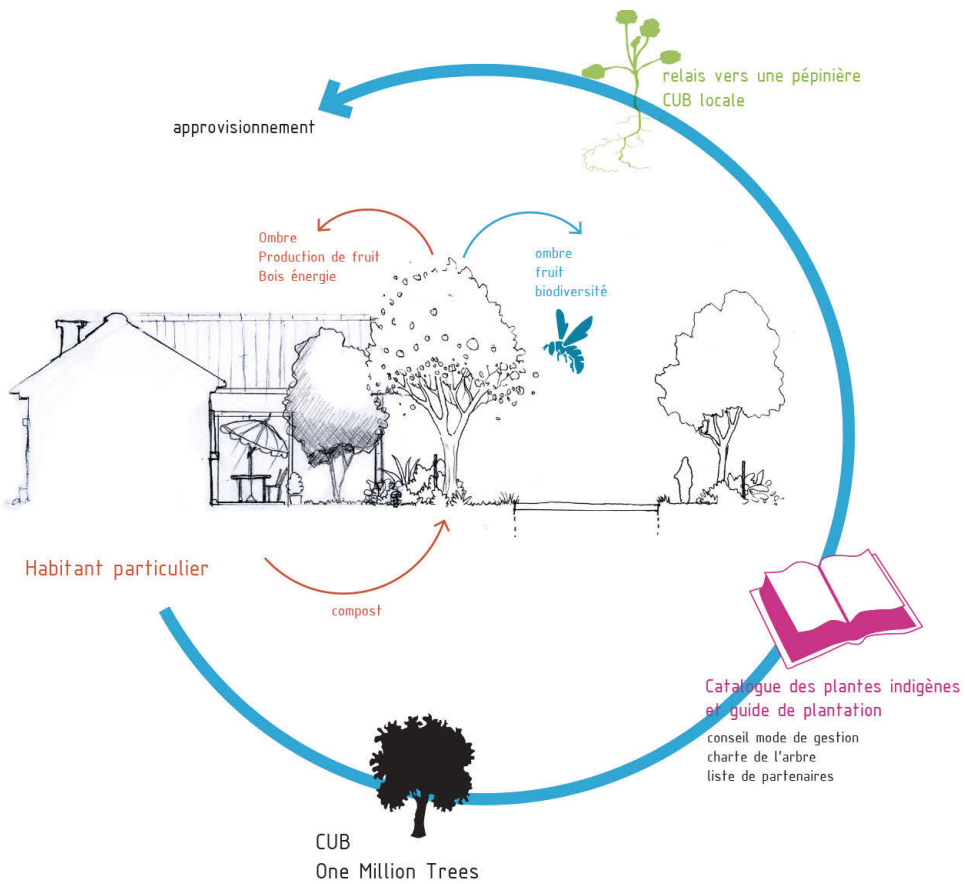 relais vers une pépinière
CUB locale
approvisionnement
Ombre
Production de fruit
Bois énergie
ombre
fruit
biodiversité
Habitant particulier
compost
Catalogue des plantes indigènes
et guide de plantation
conseil mode de gestion
charte de l'arbre
liste de partenaires
CUB
One Million Trees